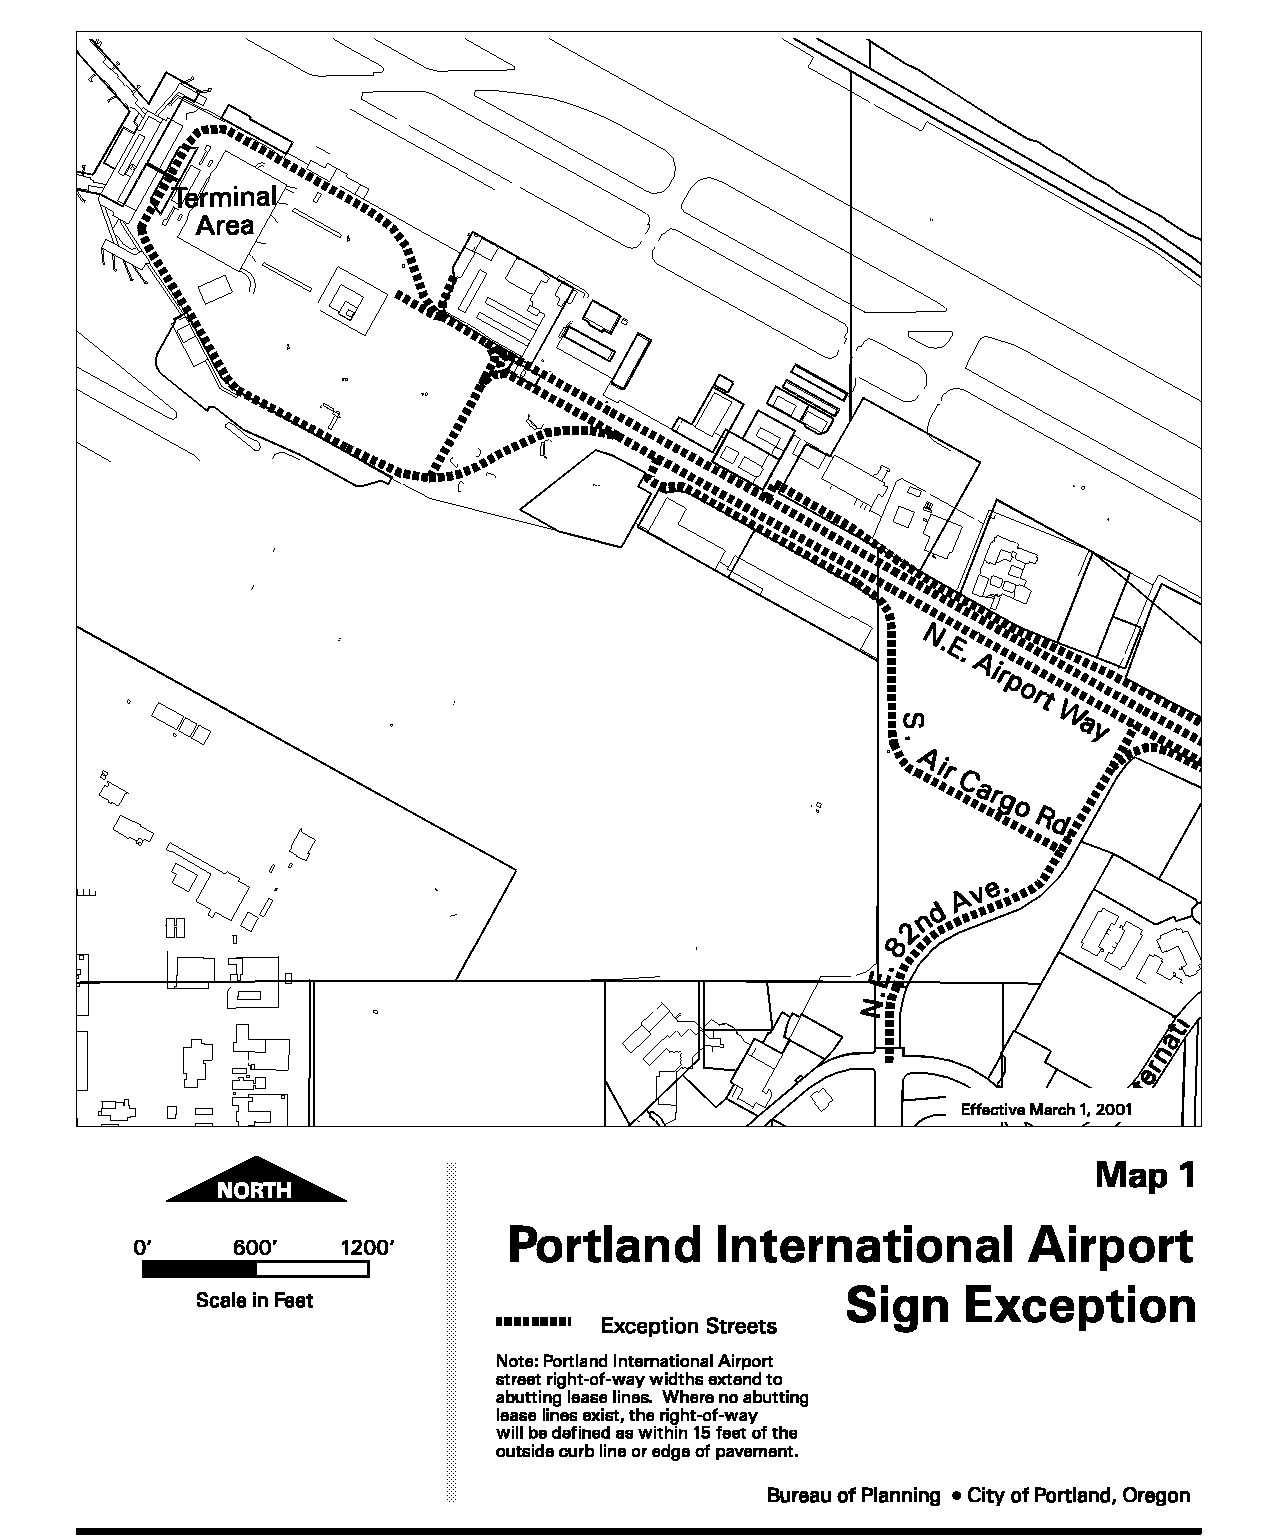 Terminal
Area
N.E. Airport Way
S. Air Cargo Rd.
N.E. 82nd Ave.
ernati
Effective March 1, 2001
NORTH
0' 600' 1200'
Scale in Feet
Map 1
Portland International Airport
Sign Exception
Exception Streets
Note: Portland International Airport
street right-of-way widths extend to
abutting lease lines. Where no abutting
lease lines exist, the right-of-way
will be defined as within 15 feet of the
outside curb line or edge of pavement.
Bureau of Planning • City of Portland, Oregon